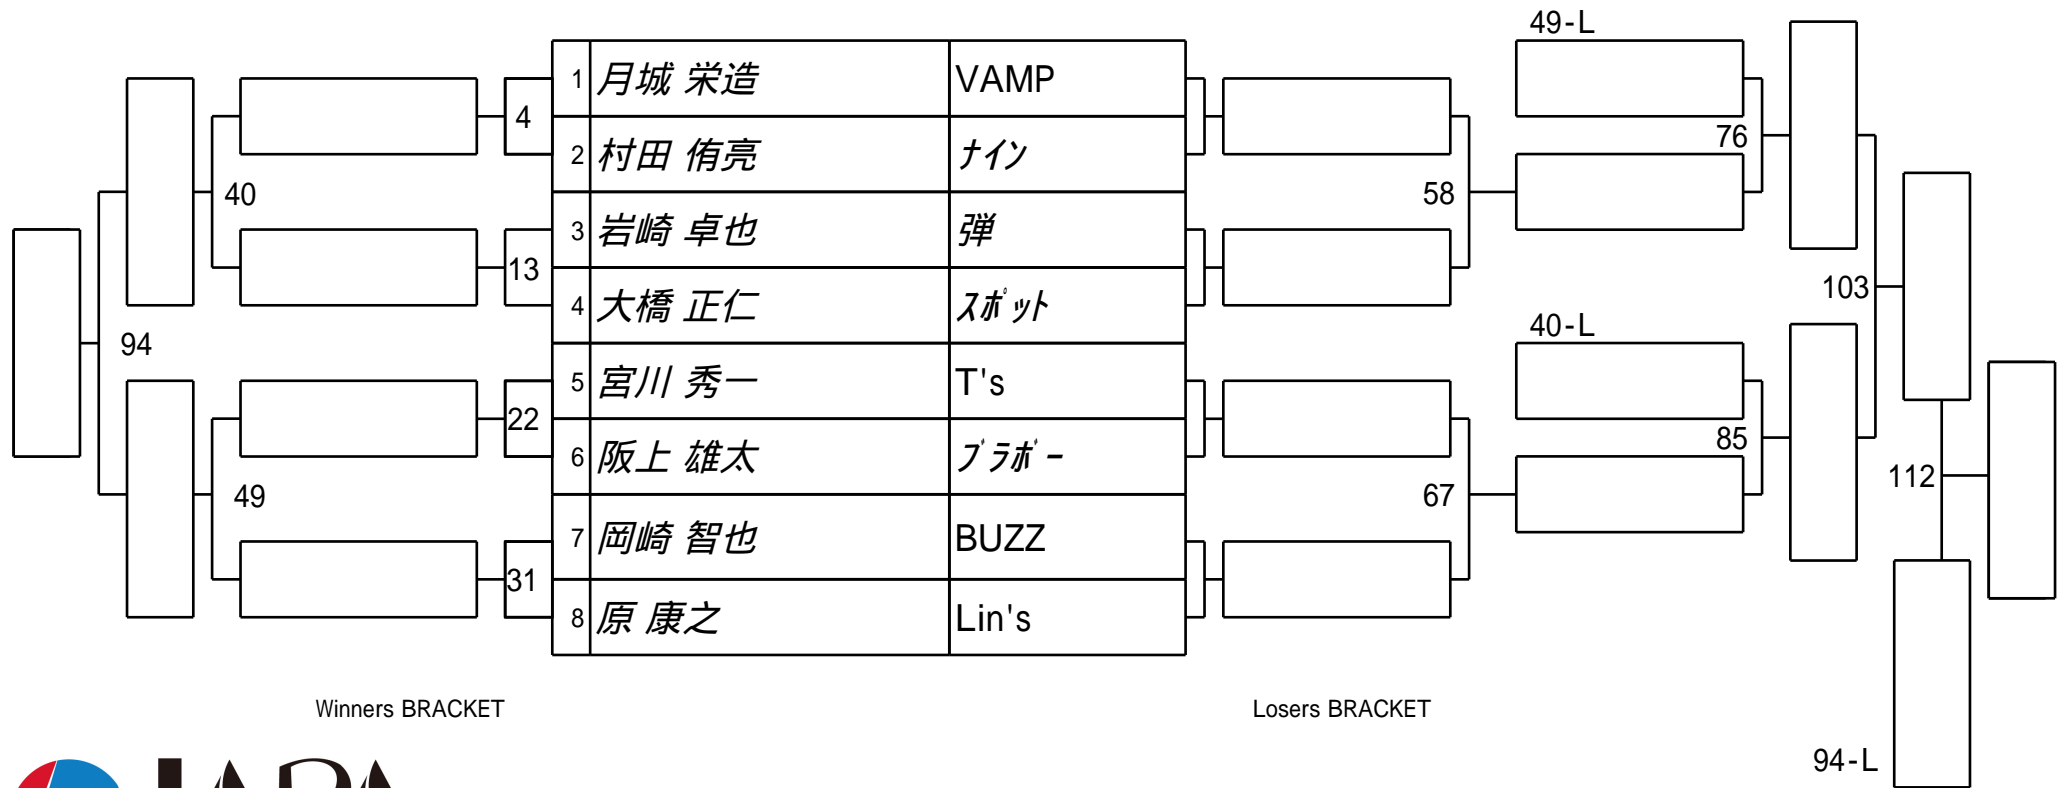 49-L
1 月城 栄造 VAMP
4
2 村田 侑亮 ﾅｲﾝ
76
40
58
3 岩崎 卓也 弾
13
4 大橋 正仁 ｽﾎﾟｯﾄ
103
94
40-L
5 宮川 秀一 T's
22
6 阪上 雄太 ﾌﾞﾗﾎﾞｰ
85
49
67
112
7 岡崎 智也 BUZZ
31
8 原 康之 Lin's
Winners BRACKET
Losers BRACKET
94-L